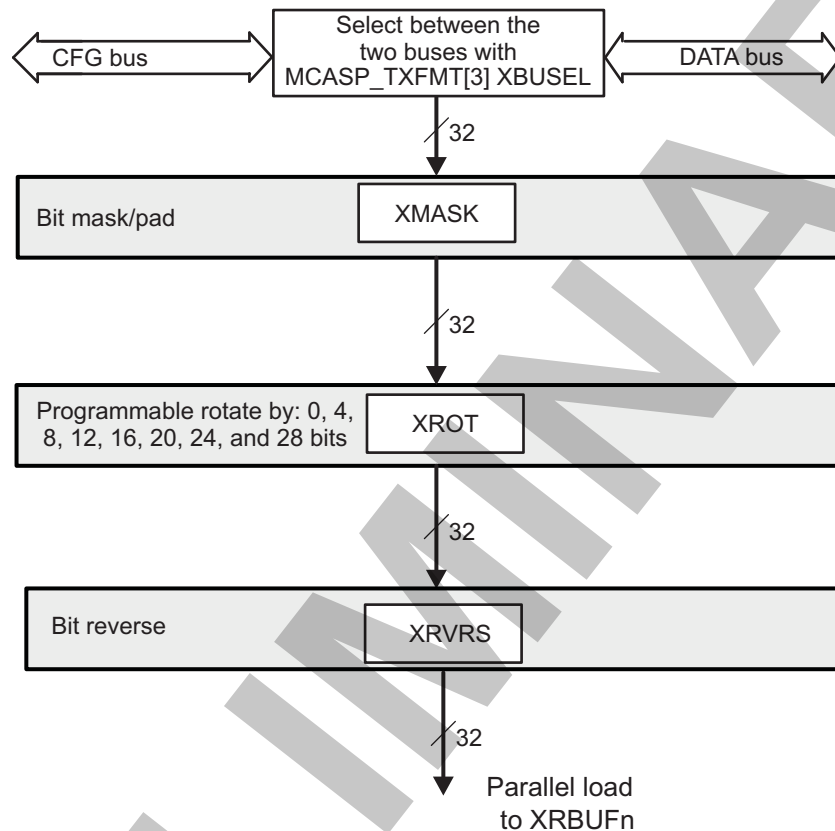 Select between the
two buses with
MCASP_TXFMT[3] XBUSEL
CFG bus
DATA bus
32
Bit mask/pad
XMASK
32
Programmable rotate by: 0, 4,
8, 12, 16, 20, 24, and 28 bits
XROT
32
Bit reverse
XRVRS
32
Parallel load
to XRBUFn